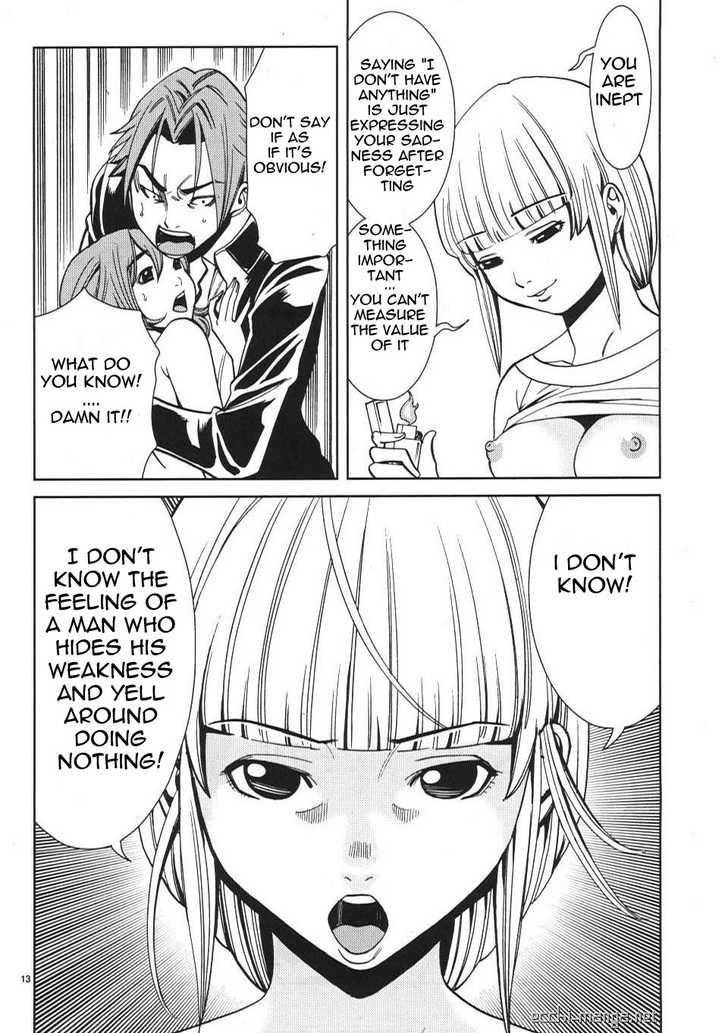 YOU
ARE
INEPT
SAYING "I
DON'T HAVE
ANYTHING"
IS JUST
EXPRESSING
YOUR SAD-
NESS AFTER
FORGET-
TING
SOME-
THING
IMPOR-
TANT
...
YOU CAN'T
MEASURE
THE VALUE
OF IT
DON'T SAY
IF AS
IF IT'S
OBVIOUS!
WHAT DO
YOU KNOW!
....
DAMN IT!!
I DON'T
KNOW!
I DON'T
KNOW THE
FEELING OF
A MAN WHO
HIDES HIS
WEAKNESS
AND YELL
AROUND
DOING
NOTHING!
13